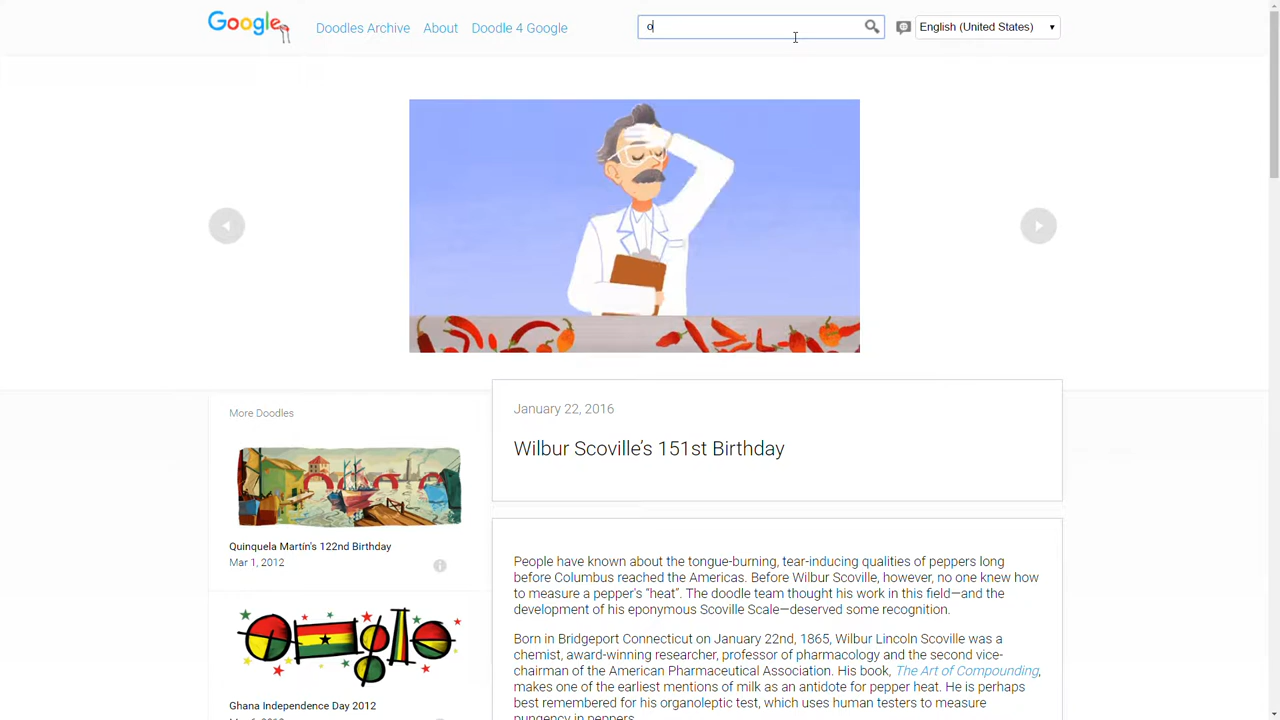 Google
Doodles Archive About Doodle 4 Google
o
English (United States)
January 22, 2016
Wilbur Scoville's 151st Birthday
People have known about the tongue-burning, tear-inducing qualities of peppers long
before Columbus reached the Americas. Before Wilbur Scoville, however, no one knew how
to measure a pepper's "heat". The doodle team thought his work in this field—and the
development of his eponymous Scoville Scale—deserved some recognition.
Born in Bridgeport Connecticut on January 22nd, 1865, Wilbur Lincoln Scoville was a
chemist, award-winning researcher, professor of pharmacology and the second vice-
chairman of the American Pharmaceutical Association. His book, The Art of Compounding,
makes one of the earliest mentions of milk as an antidote for pepper heat. He is perhaps
best remembered for his organoleptic test, which uses human testers to measure
pungency in peppers.
More Doodles
Quinquela Martín's 122nd Birthday
Mar 1, 2012
Ghana Independence Day 2012